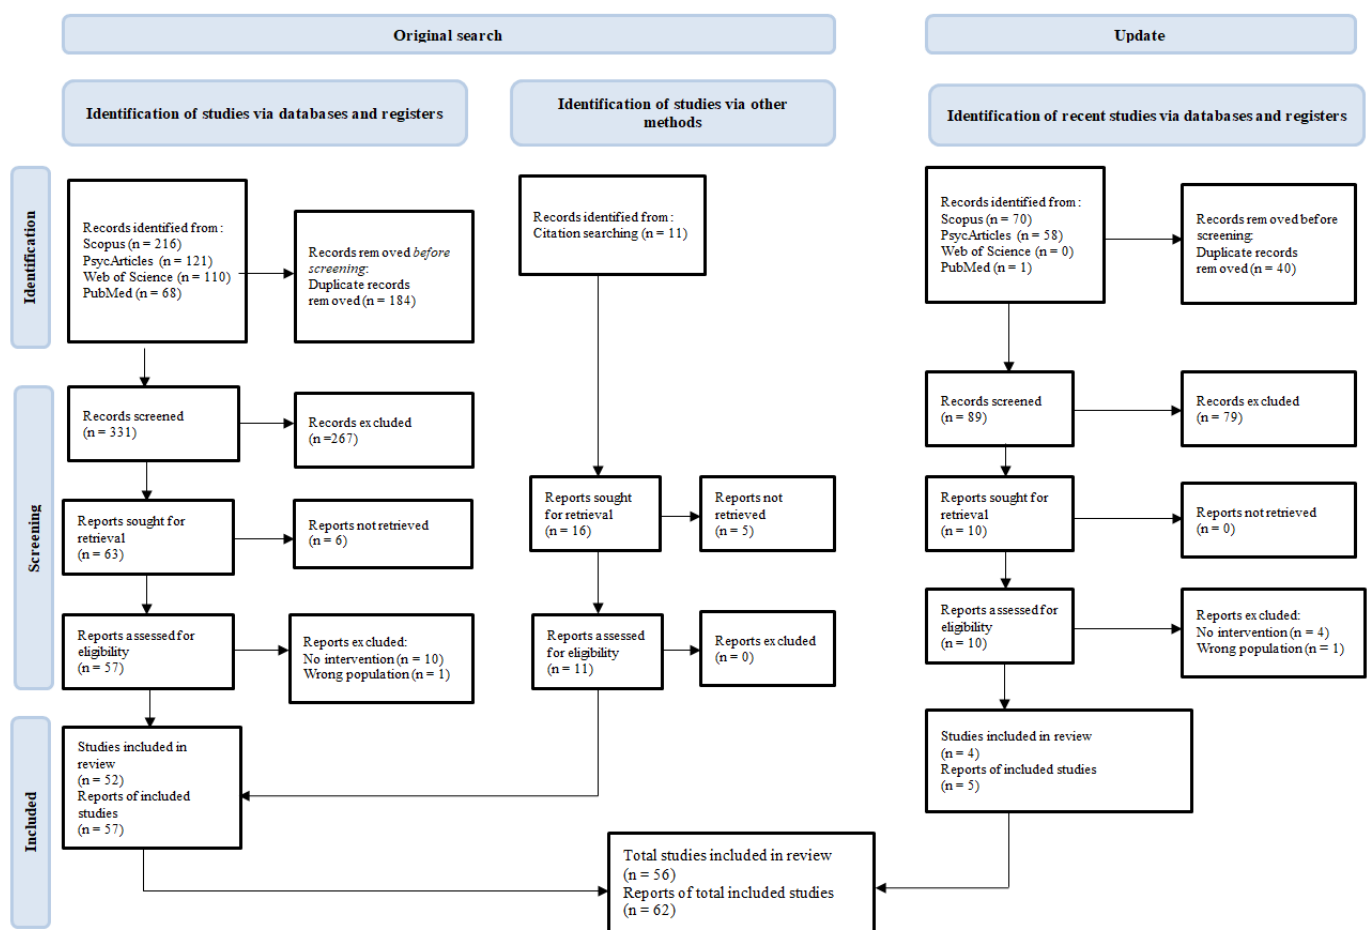 Original search
Update
Identification of studies via databases and registers
Identification of studies via other
methods
Identification of recent studies via databases and registers
Identification
Records identified from:
Scopus (n = 216)
PsycArticles (n = 121)
Web of Science (n = 110)
PubMed (n = 68)
Records removed before
screening:
Duplicate records
removed (n = 184)
Records identified from:
Citation searching (n = 11)
Records identified from:
Scopus (n = 70)
PsycArticles (n = 58)
Web of Science (n = 0)
PubMed (n = 1)
Records removed before
screening:
Duplicate records
removed (n = 40)
Screening
Records screened
(n = 331)
Records excluded
(n =267)
Records screened
(n = 89)
Records excluded
(n = 79)
Reports sought for
retrieval
(n = 63)
Reports not retrieved
(n = 6)
Reports sought
for retrieval
(n = 16)
Reports not
retrieved
(n = 5)
Reports sought for
retrieval
(n = 10)
Reports not retrieved
(n = 0)
Reports assessed for
eligibility
(n = 57)
Reports excluded:
No intervention (n = 10)
Wrong population (n = 1)
Reports assessed
for eligibility
(n = 11)
Reports excluded
(n = 0)
Reports assessed for
eligibility
(n = 10)
Reports excluded:
No intervention (n = 4)
Wrong population (n = 1)
Included
Studies included in
review
(n = 52)
Reports of included
studies
(n = 57)
Studies included in review
(n = 4)
Reports of included studies
(n = 5)
Total studies included in review
(n = 56)
Reports of total included studies
(n = 62)